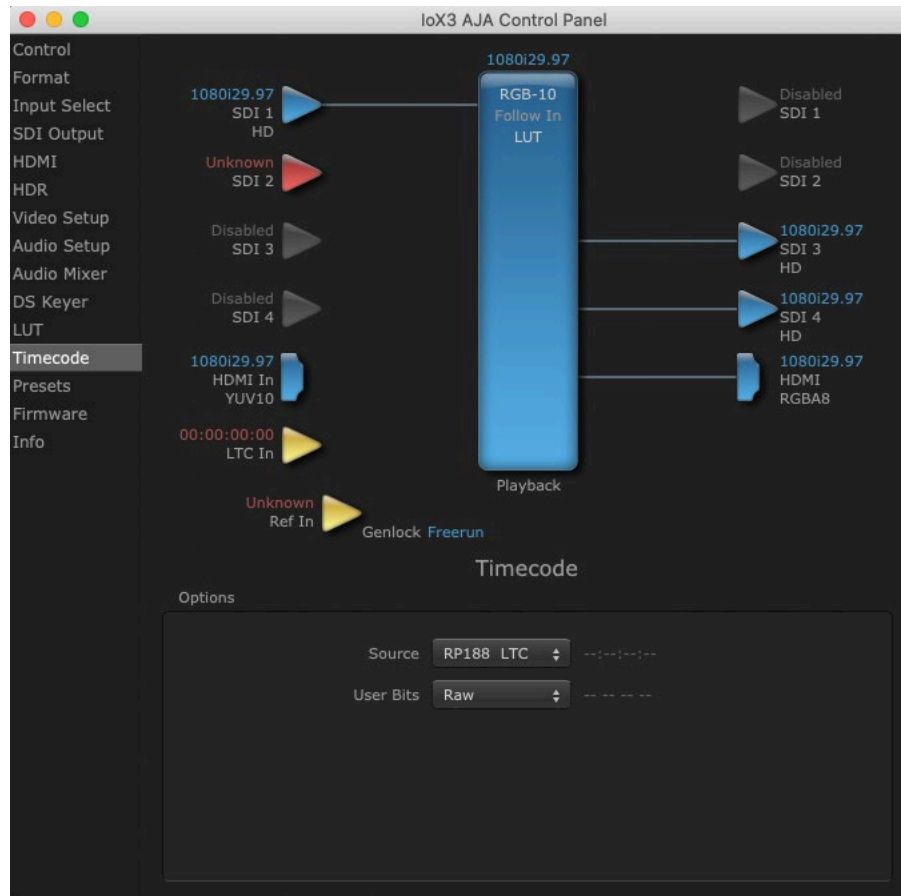 IoX3 AJA Control Panel
Control
Format
Input Select
SDI Output
HDMI
HDR
Video Setup
Audio Setup
Audio Mixer
DS Keyer
LUT
Timecode
Presets
Firmware
Info
1080i29.97
SDI 1
HD
Unknown
SDI 2
Disabled
SDI 3
Disabled
SDI 4
1080i29.97
HDMI In
YUV10
00:00:00:00
LTC In
Unknown
Ref In
Genlock Freerun
1080i29.97
RGB-10
Follow In
LUT
Playback
Disabled
SDI 1
Disabled
SDI 2
1080i29.97
SDI 3
HD
1080i29.97
SDI 4
HD
1080i29.97
HDMI
RGBA8
Timecode
Options
Source RP188 LTC --:--:--:--
User Bits Raw -- -- -- --